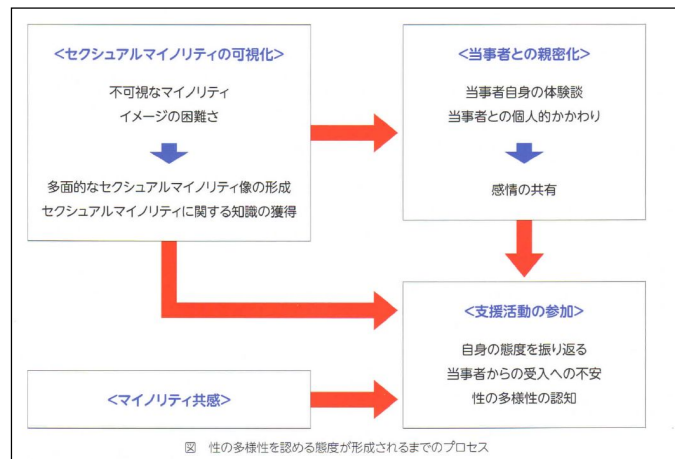 <セクシュアルマイノリティの可視化>
不可視なマイノリティ
イメージの困難さ
多面的なセクシュアルマイノリティ像の形成
セクシュアルマイノリティに関する知識の獲得
<当事者との親密化>
当事者自身の体験談
当事者との個人的かかわり
感情の共有
<支援活動の参加>
自身の態度を振り返る
当事者からの受入への不安
性の多様性の認知
<マイノリティ共感>
図 性の多様性を認める態度が形成されるまでのプロセス